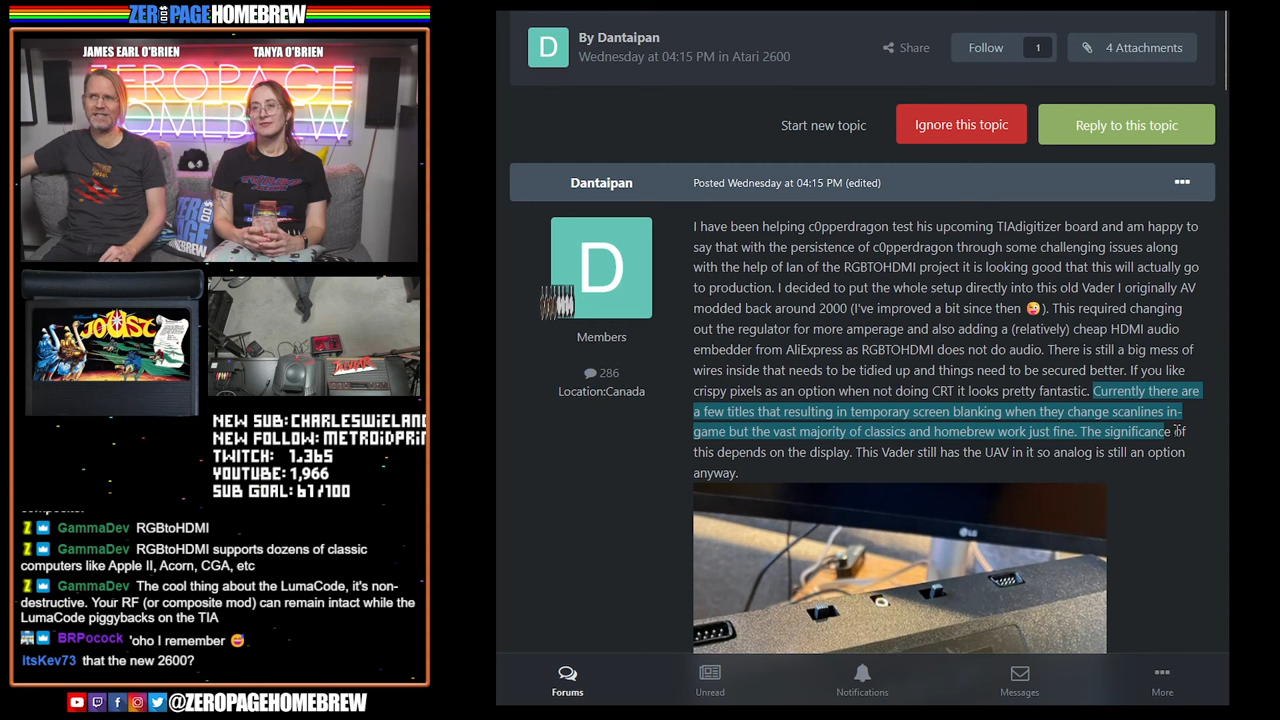 ZEROPAGEHOMEBREW
JAMES EARL O'BRIEN
TANYA O'BRIEN
ZEROPAGE
HOMEBREW
JOUST
NEW SUB: CHARLESWIELAN
NEW FOLLOW: METROIDPRI
TWITCH: 1,365
YOUTUBE: 1,966
SUB GOAL: 67/100
GammaDev RGBtoHDMI
GammaDev RGBtoHDMI supports dozens of classic
computers like Apple II, Acorn, CGA, etc
GammaDev The cool thing about the LumaCode, it's non-
destructive. Your RF (or composite mod) can remain intact while the
LumaCode piggybacks on the TIA
BRPocock 'oho I remember 😅
ItsKev73 that the new 2600?
@ZEROPAGEHOMEBREW
D
By Dantaipan
Wednesday at 04:15 PM in Atari 2600
Share
Follow 1
4 Attachments
Start new topic
Ignore this topic
Reply to this topic
Dantaipan
Posted Wednesday at 04:15 PM (edited)
D
Members
286
Location:Canada
I have been helping c0pperdragon test his upcoming TIAdigitizer board and am happy to
say that with the persistence of c0pperdragon through some challenging issues along
with the help of Ian of the RGBTOHDMI project it is looking good that this will actually go
to production. I decided to put the whole setup directly into this old Vader I originally AV
modded back around 2000 (I've improved a bit since then 😜). This required changing
out the regulator for more amperage and also adding a (relatively) cheap HDMI audio
embedder from AliExpress as RGBTOHDMI does not do audio. There is still a big mess of
wires inside that needs to be tidied up and things need to be secured better. If you like
crispy pixels as an option when not doing CRT it looks pretty fantastic. Currently there are
a few titles that resulting in temporary screen blanking when they change scanlines in-
game but the vast majority of classics and homebrew work just fine. The significance of
this depends on the display. This Vader still has the UAV in it so analog is still an option
anyway.
LG
Forums
Unread
Notifications
Messages
More